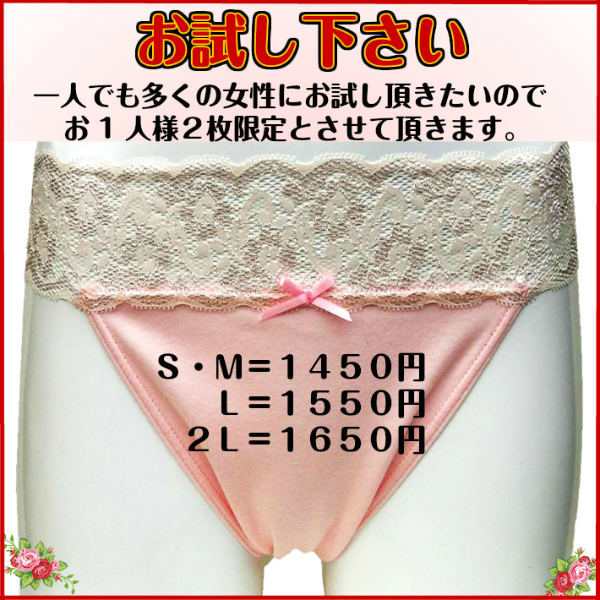 お試し下さい
一人でも多くの女性にお試し頂きたいので
お１人様２枚限定とさせて頂きます。
Ｓ・Ｍ＝１４５０円
Ｌ＝１５５０円
２Ｌ＝１６５０円